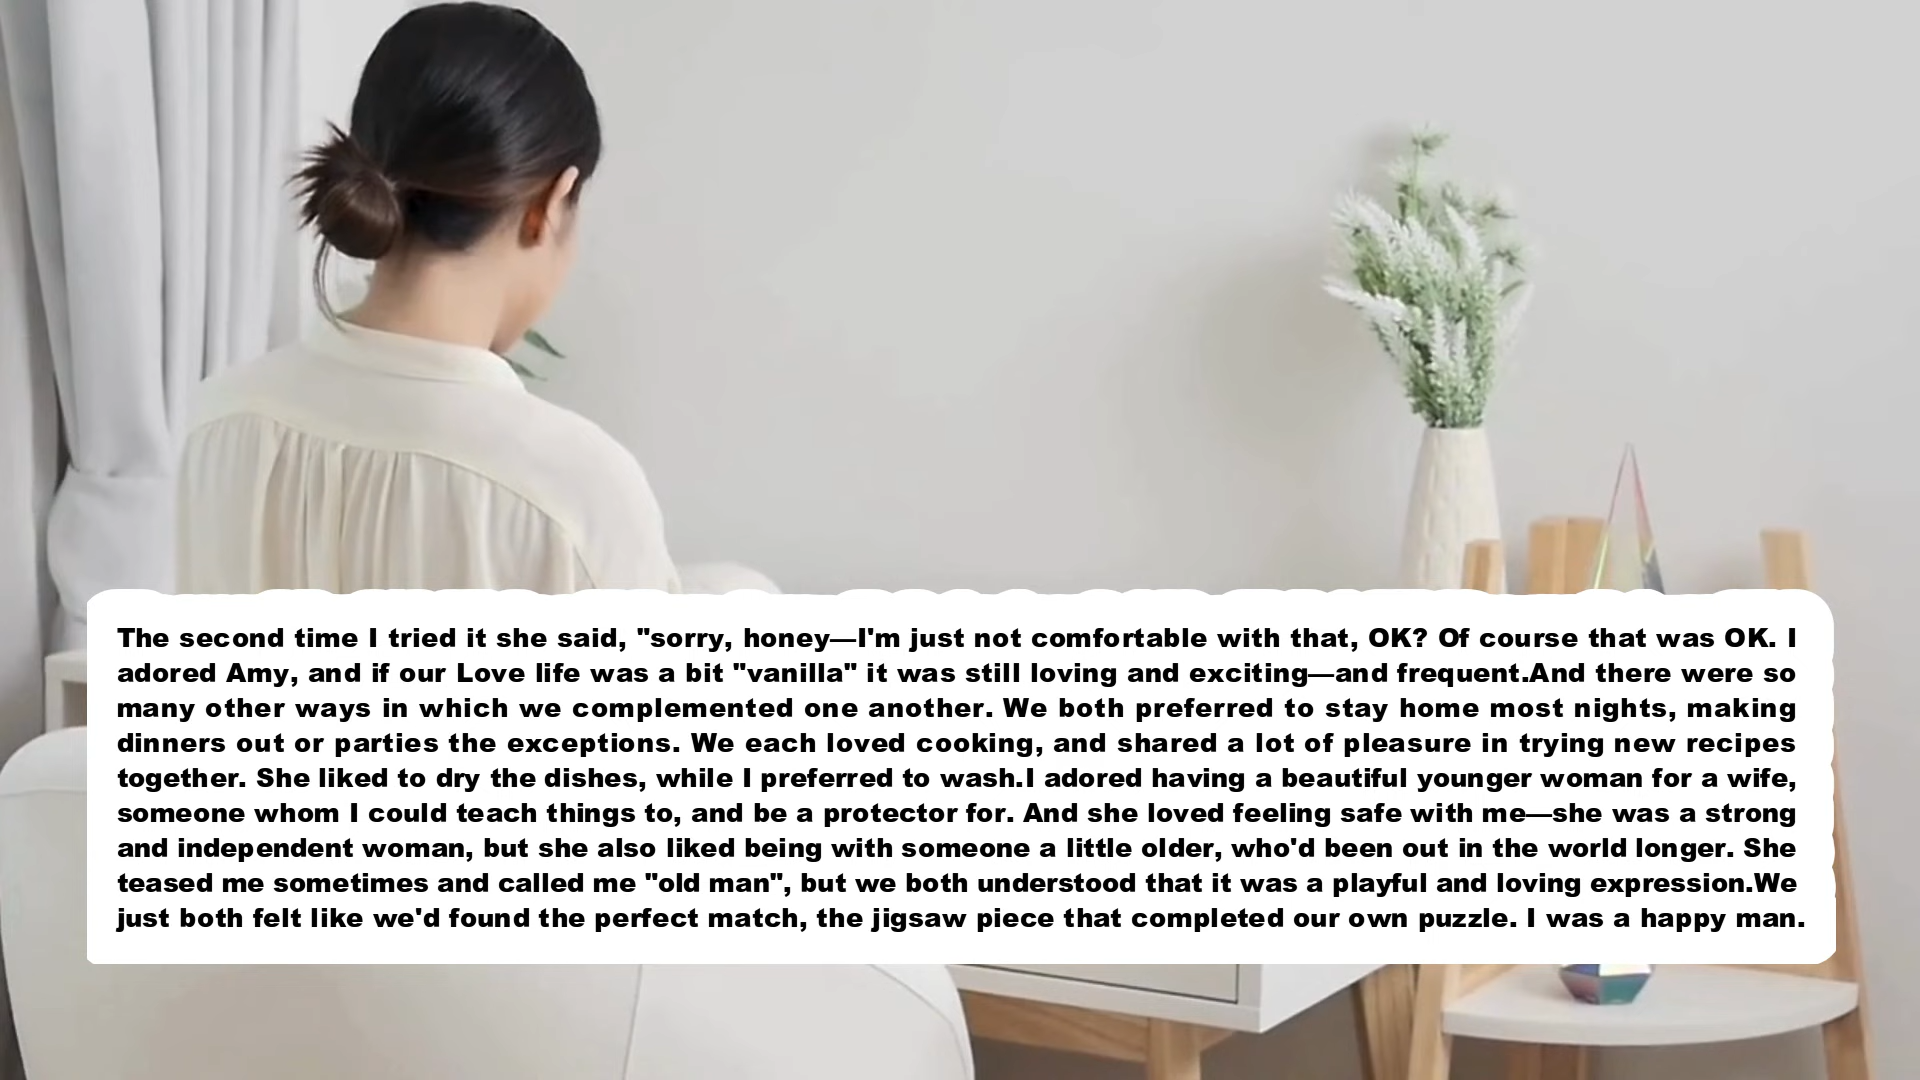 The second time I tried it she said, "sorry, honey—I'm just not comfortable with that, OK? Of course that was OK. I
adored Amy, and if our Love life was a bit "vanilla" it was still loving and exciting—and frequent.And there were so
many other ways in which we complemented one another. We both preferred to stay home most nights, making
dinners out or parties the exceptions. We each loved cooking, and shared a lot of pleasure in trying new recipes
together. She liked to dry the dishes, while I preferred to wash.I adored having a beautiful younger woman for a wife,
someone whom I could teach things to, and be a protector for. And she loved feeling safe with me—she was a strong
and independent woman, but she also liked being with someone a little older, who'd been out in the world longer. She
teased me sometimes and called me "old man", but we both understood that it was a playful and loving expression.We
just both felt like we'd found the perfect match, the jigsaw piece that completed our own puzzle. I was a happy man.